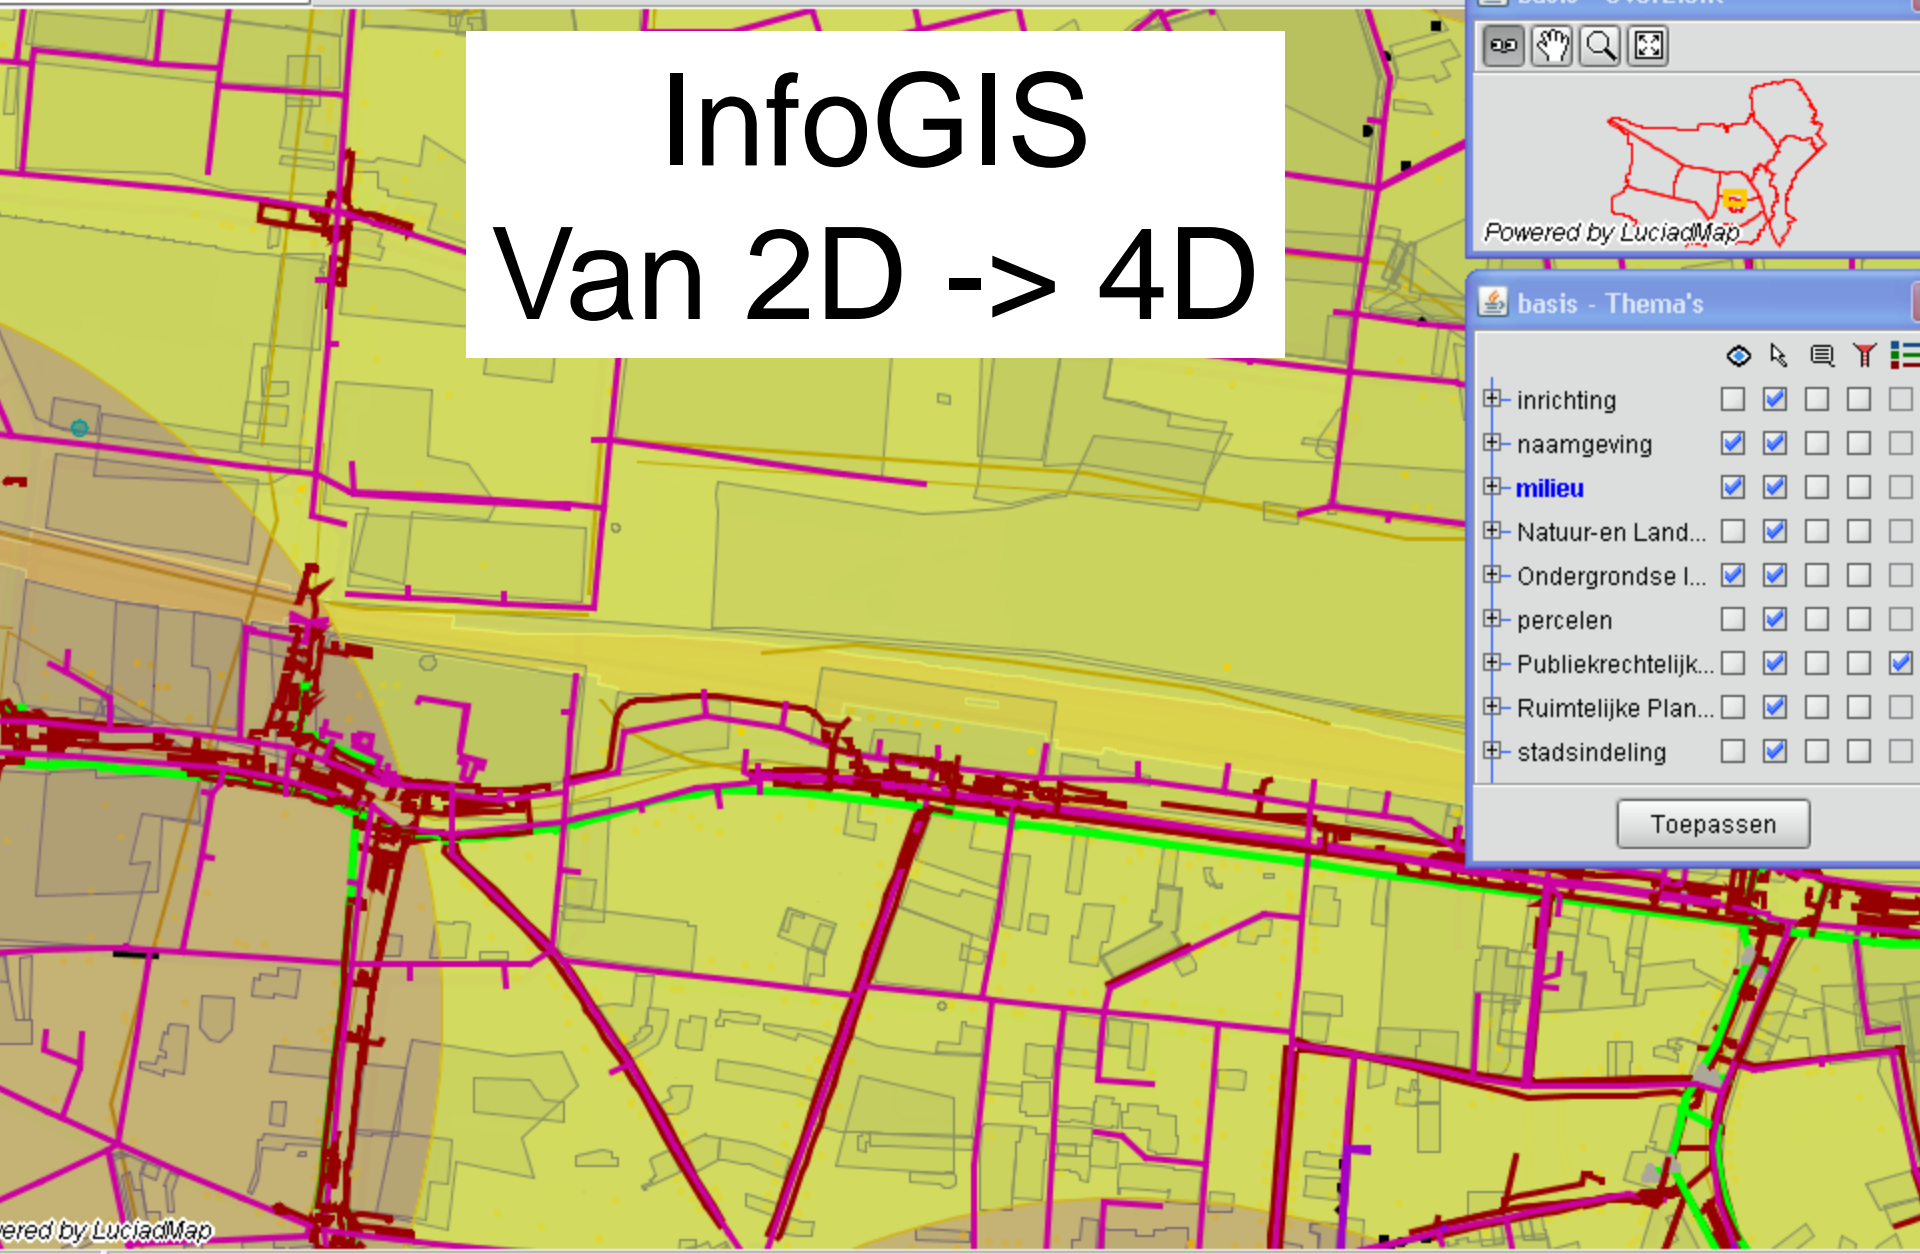 InfoGIS
Van 2D -> 4D
Powered by LuciadMap
basis - Thema's
inrichting
naamgeving
milieu
Natuur-en Land...
Ondergrondse I...
percelen
Publiekrechtelijk...
Ruimtelijke Plan...
stadsindeling
Toepassen
ered by LuciadMap